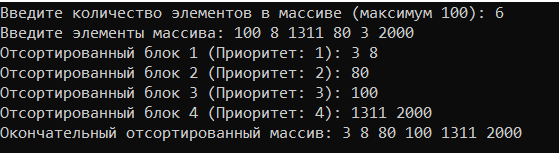 Введите количество элементов в массиве (максимум 100): 6
Введите элементы массива: 100 8 1311 80 3 2000
Отсортированный блок 1 (Приоритет: 1): 3 8
Отсортированный блок 2 (Приоритет: 2): 80
Отсортированный блок 3 (Приоритет: 3): 100
Отсортированный блок 4 (Приоритет: 4): 1311 2000
Окончательный отсортированный массив: 3 8 80 100 1311 2000